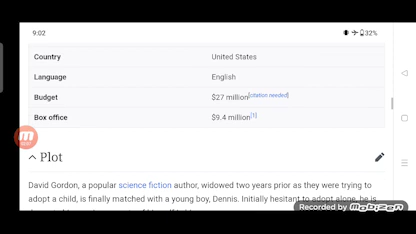 9:02
32%
Country United States
Language English
Budget $27 million[citation needed]
Box office $9.4 million[1]
Plot
David Gordon, a popular science fiction author, widowed two years prior as they were trying to
adopt a child, is finally matched with a young boy, Dennis. Initially hesitant to adopt alone, he is
Recorded by MOBIZEN